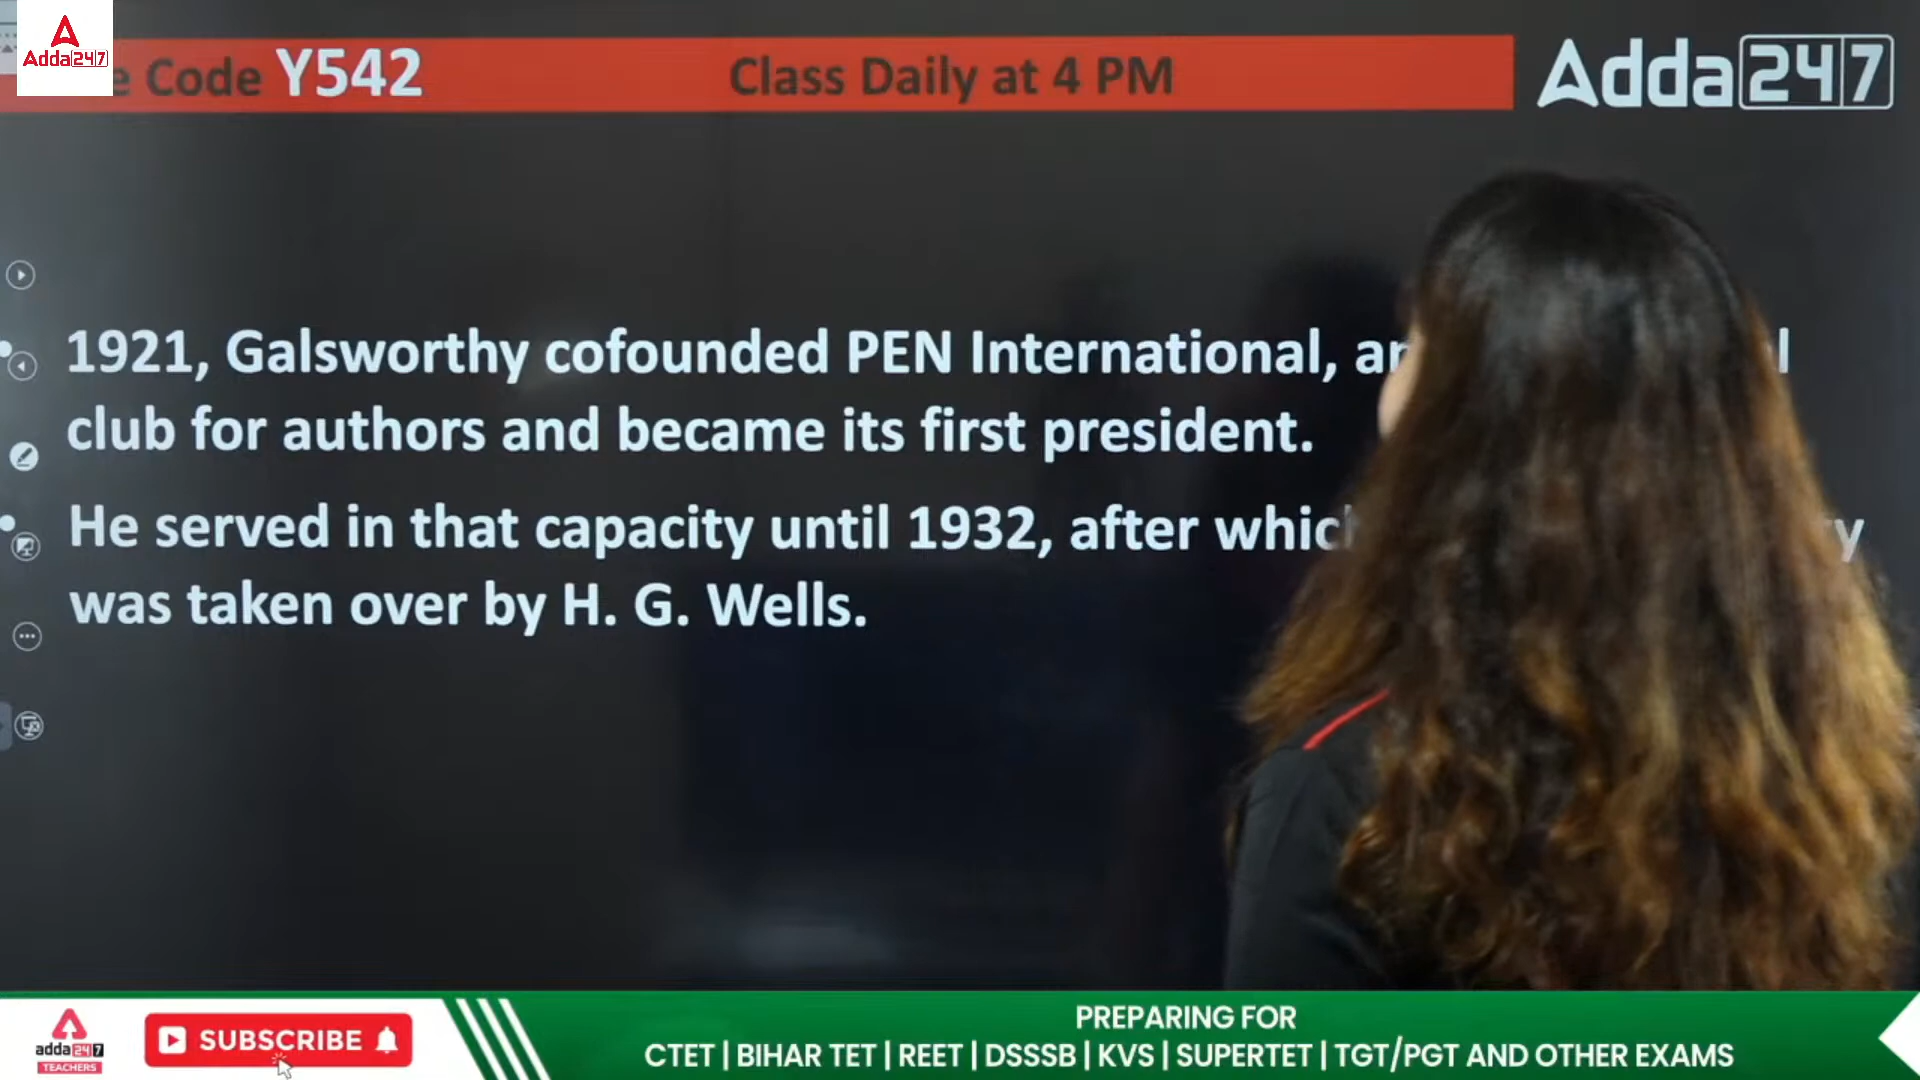 Adda247
e Code Y542
Class Daily at 4 PM
Adda247
1921, Galsworthy cofounded PEN International,
club for authors and became its first president.
He served in that capacity until 1932, after
was taken over by H. G. Wells.
adda247
TEACHERS
SUBSCRIBE
PREPARING FOR
CTET | BIHAR TET | REET | DSSSB | KVS | SUPERTET | TGT/PGT AND OTHER EXAMS